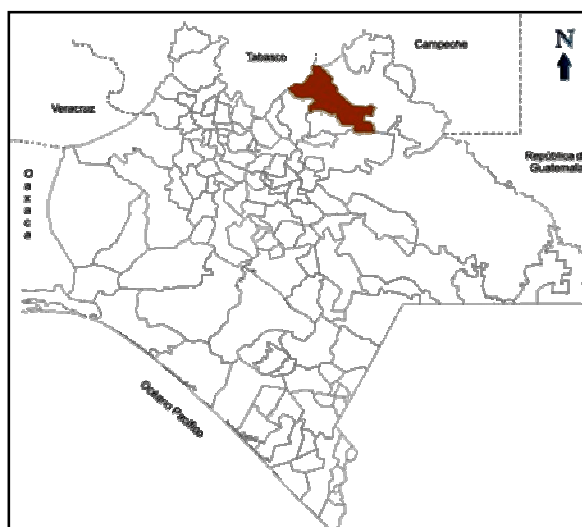 N
Tabasco
Campeche
Veracruz
República de
Guatemala
Oaxaca
Océano Pacífico